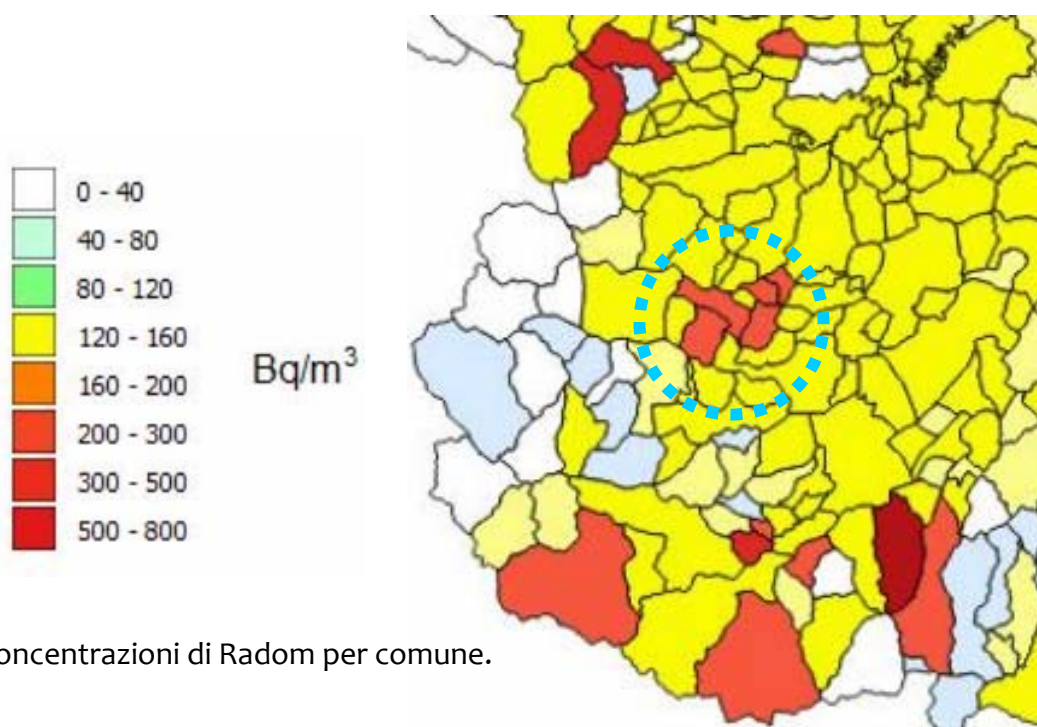 0 - 40
40 - 80
80 - 120
120 - 160
160 - 200
200 - 300
300 - 500
500 - 800
Bq/m³
oncentrazioni di Radom per comune.